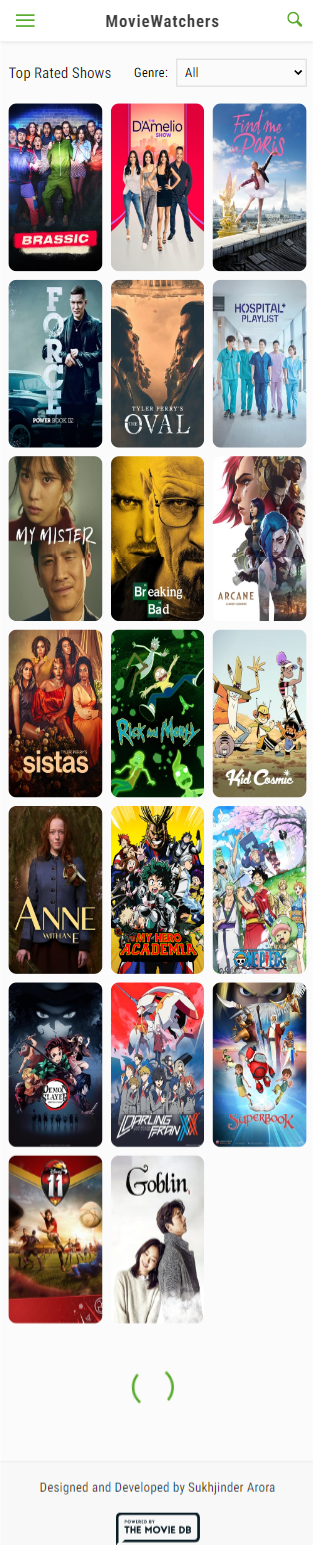 MovieWatchers
Top Rated Shows
Genre: All
BRASSIC
THE
D'Amelio
SHOW
Find me
in PARIS
FORCE
POWER BOOK IV
TYLER PERRY'S
THE OVAL
HOSPITAL
PLAYLIST
MY MISTER
Breaking
Bad
ARCANE
TYLER PERRY'S
sistas
Rick and Morty
Kid Cosmic
ANNE
WITH AN E
MY HERO
ACADEMIA
ONE PIECE
DEMON
SLAYER
DARLING
FRANXX
SUPERBOOK
11
Goblin
Designed and Developed by Sukhjinder Arora
POWERED BY
THE MOVIE DB